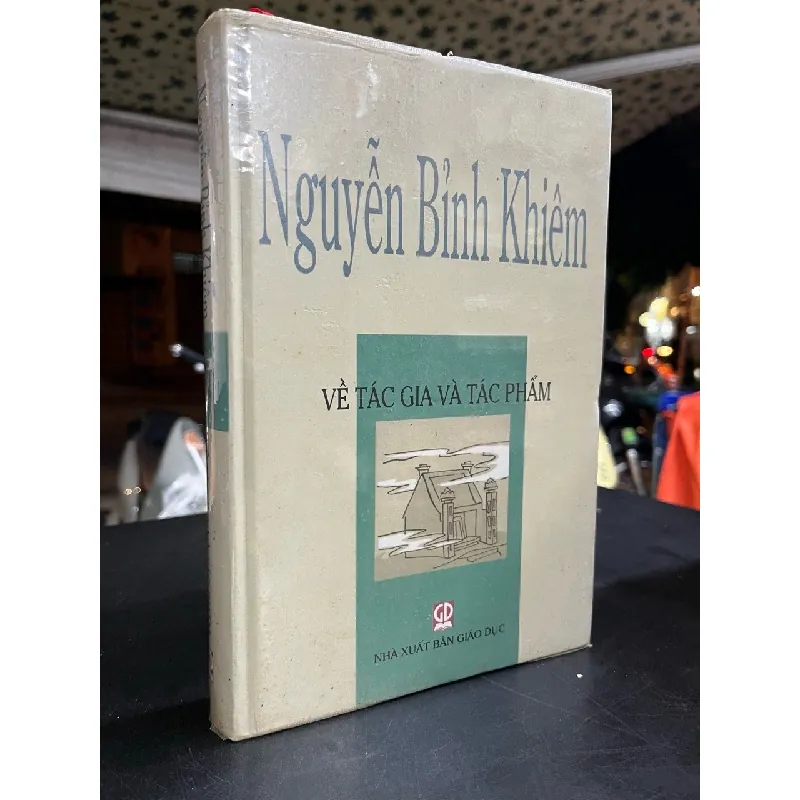 Nguyễn Bỉnh Khiêm
VỀ TÁC GIA VÀ TÁC PHẨM
GD
NHÀ XUẤT BẢN GIÁO DỤC